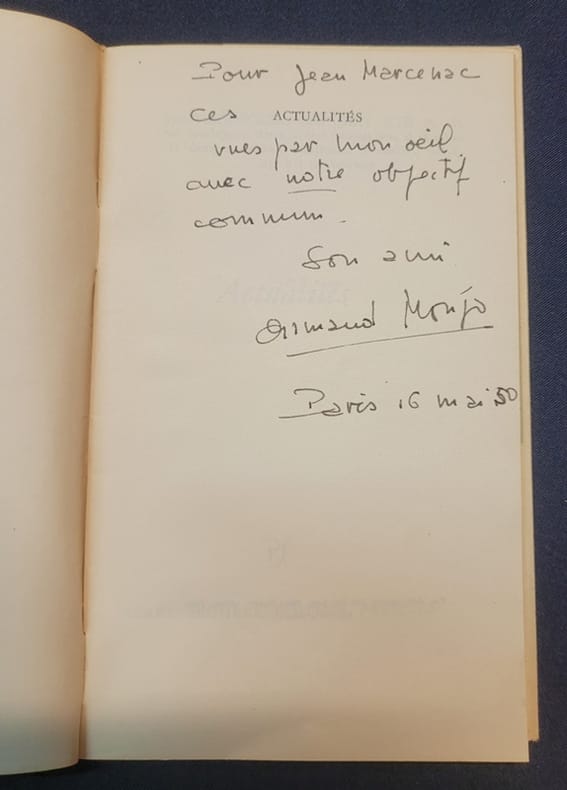 Pour Jean Marcenac
ces ACTUALITÉS
vues par mon oeil
avec notre objectif
commun.
Son ami
Armand Monjo
Paris 16 mai 50